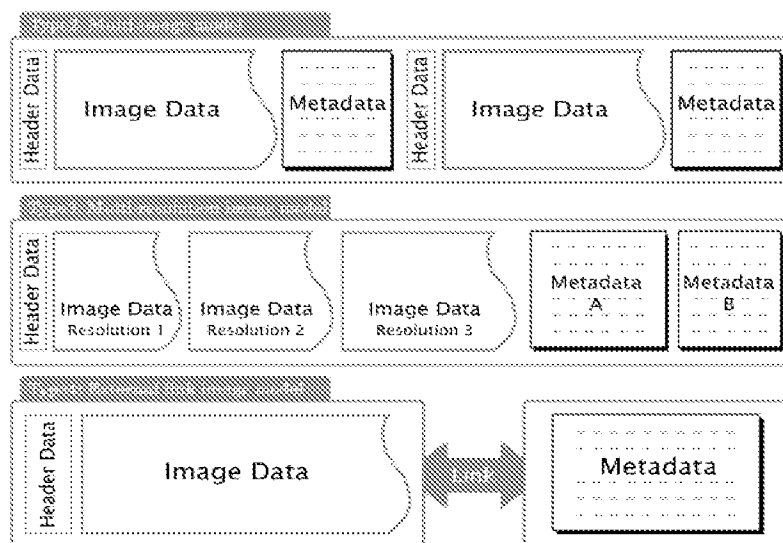 Header Data
Image Data
Metadata
Header Data
Image Data
Metadata
Header Data
Image Data
Resolution 1
Image Data
Resolution 2
Image Data
Resolution 3
Metadata
A
Metadata
B
Header Data
Image Data
Link
Metadata